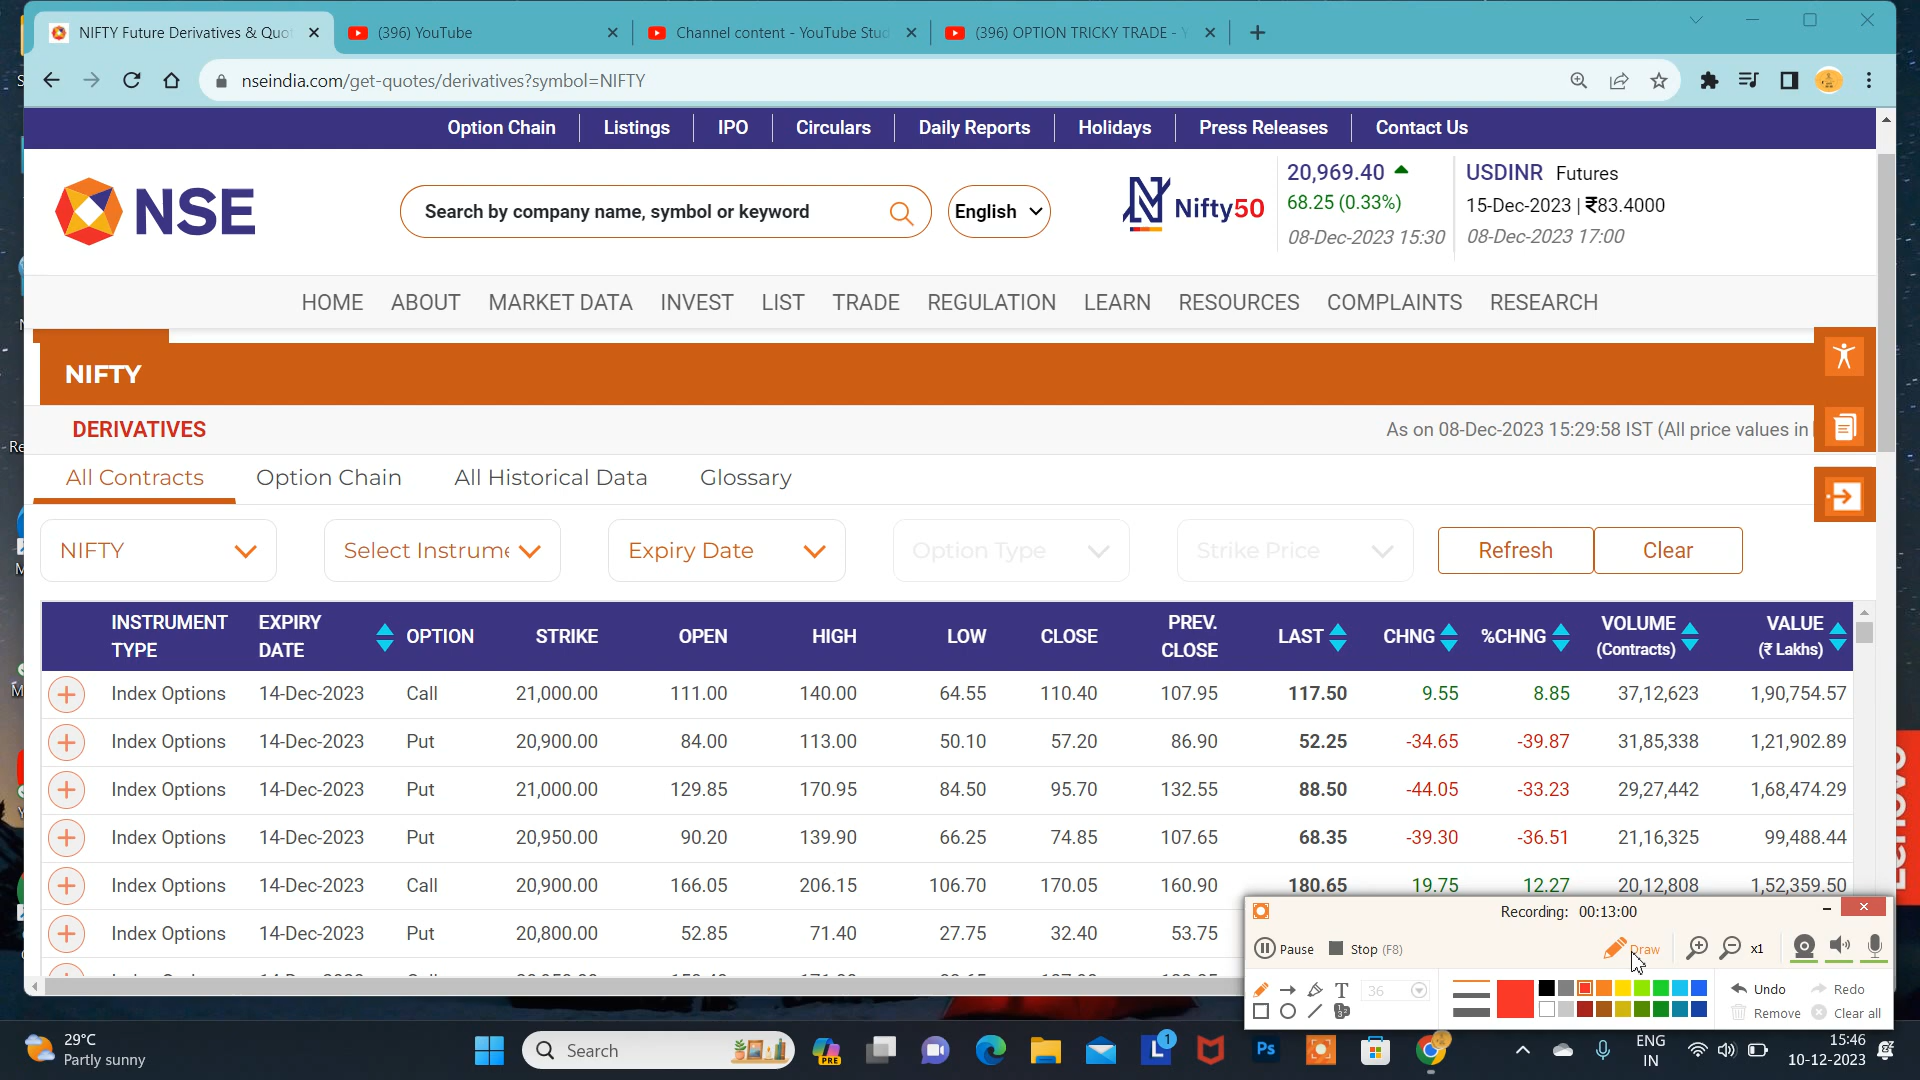 NIFTY Future Derivatives & Quo
(396) YouTube
Channel content - YouTube Stud
(396) OPTION TRICKY TRADE - Y
nseindia.com/get-quotes/derivatives?symbol=NIFTY
Option Chain Listings IPO Circulars Daily Reports Holidays Press Releases Contact Us
NSE
Search by company name, symbol or keyword
English
Nifty50
20,969.40
68.25 (0.33%)
08-Dec-2023 15:30
USDINR Futures
15-Dec-2023 | ₹83.4000
08-Dec-2023 17:00
HOME ABOUT MARKET DATA INVEST LIST TRADE REGULATION LEARN RESOURCES COMPLAINTS RESEARCH
NIFTY
DERIVATIVES
As on 08-Dec-2023 15:29:58 IST (All price values in
All Contracts Option Chain All Historical Data Glossary
NIFTY Select Instrume Expiry Date Option Type Strike Price Refresh Clear
INSTRUMENT TYPE EXPIRY DATE OPTION STRIKE OPEN HIGH LOW CLOSE PREV. CLOSE LAST CHNG %CHNG VOLUME (Contracts) VALUE (₹ Lakhs)
Index Options 14-Dec-2023 Call 21,000.00 111.00 140.00 64.55 110.40 107.95 117.50 9.55 8.85 37,12,623 1,90,754.57
Index Options 14-Dec-2023 Put 20,900.00 84.00 113.00 50.10 57.20 86.90 52.25 -34.65 -39.87 31,85,338 1,21,902.89
Index Options 14-Dec-2023 Put 21,000.00 129.85 170.95 84.50 95.70 132.55 88.50 -44.05 -33.23 29,27,442 1,68,474.29
Index Options 14-Dec-2023 Put 20,950.00 90.20 139.90 66.25 74.85 107.65 68.35 -39.30 -36.51 21,16,325 99,488.44
Index Options 14-Dec-2023 Call 20,900.00 166.05 206.15 106.70 170.05 160.90 180.65 19.75 12.27 20,12,808 1,52,359.50
Index Options 14-Dec-2023 Put 20,800.00 52.85 71.40 27.75 32.40 53.75
Recording: 00:13:00
Pause Stop (F8) Draw x1
T 36
Undo Redo
Remove Clear all
Lenovo
29°C
Partly sunny
Search
PRE
L 1
Ps
ENG
IN
15:46
10-12-2023